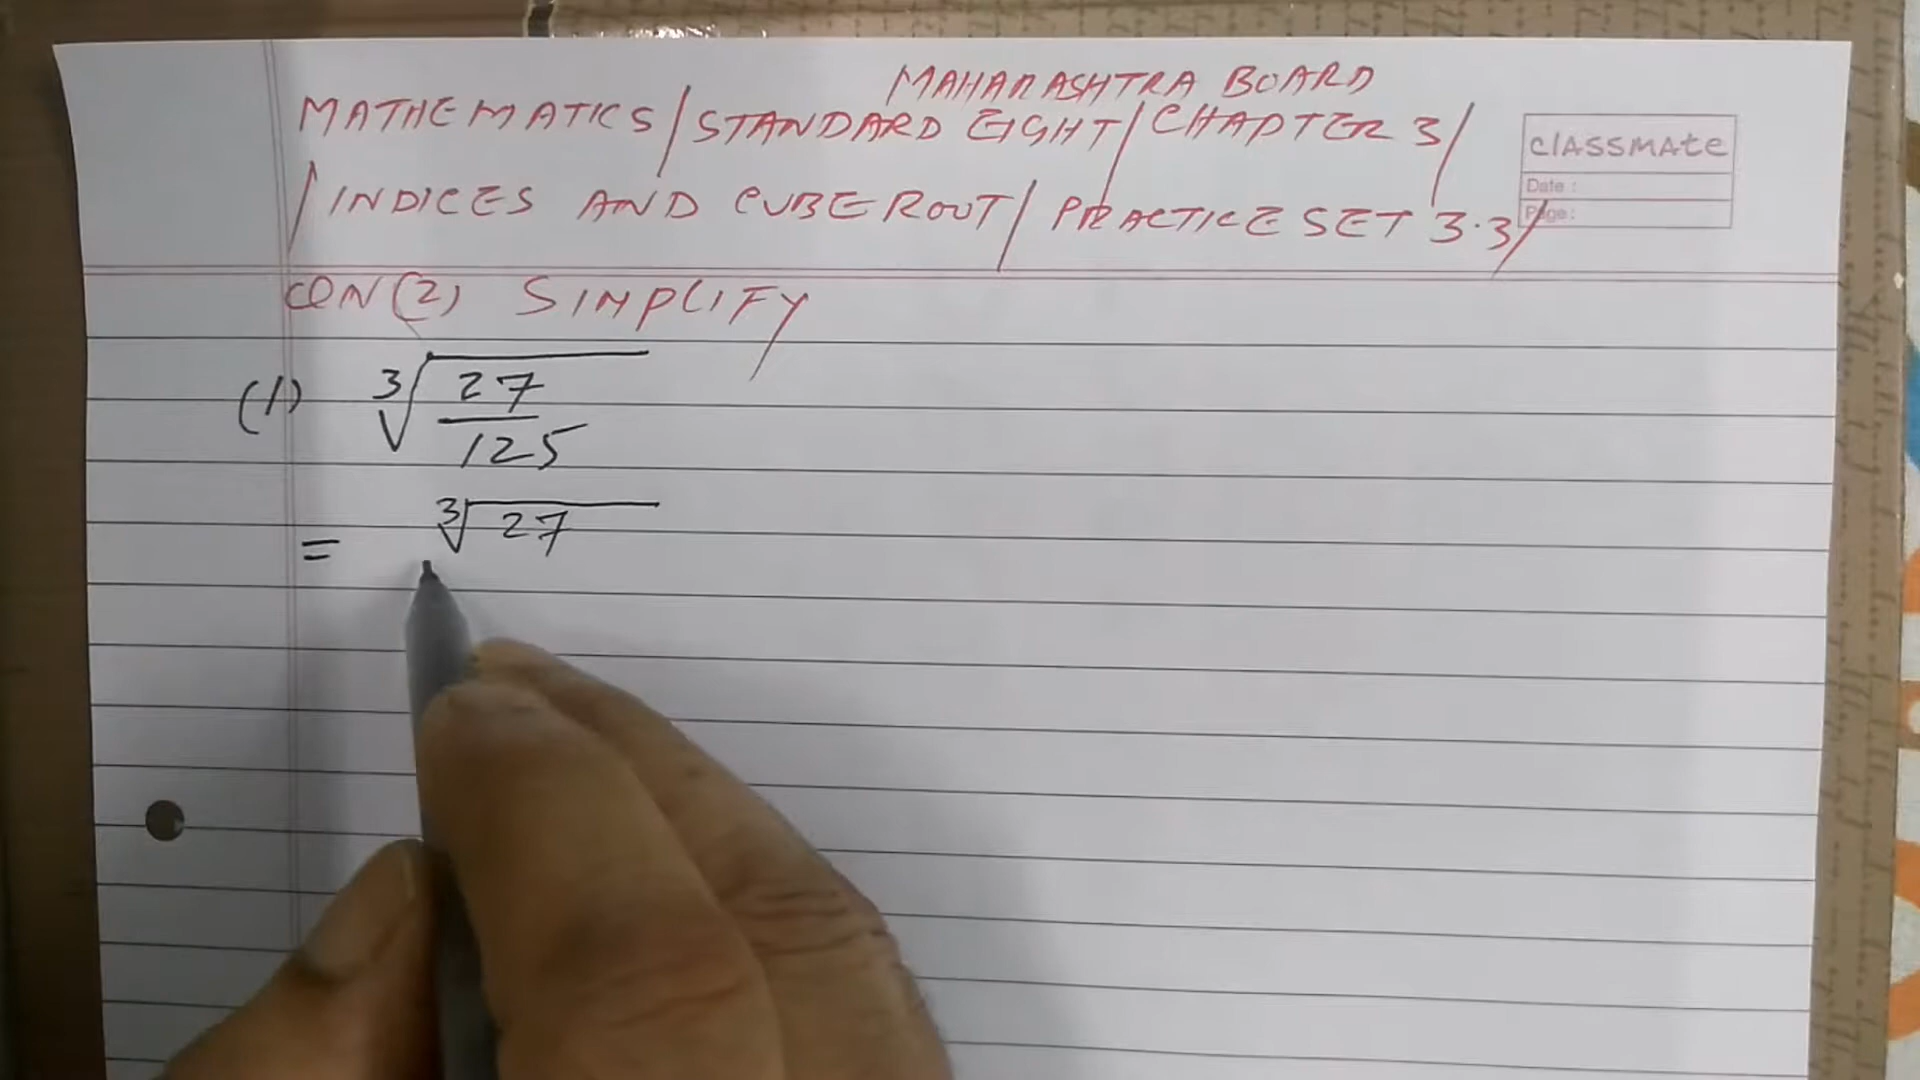 MAHARASHTRA BOARD
MATHEMATICS/STANDARD EIGHT/CHAPTER 3/
/INDICES AND CUBE ROOT/PRACTICE SET 3.3/
classmate
Date :
Page :
QN(2) SIMPLIFY
(1) ∛(27/125)
= ∛27